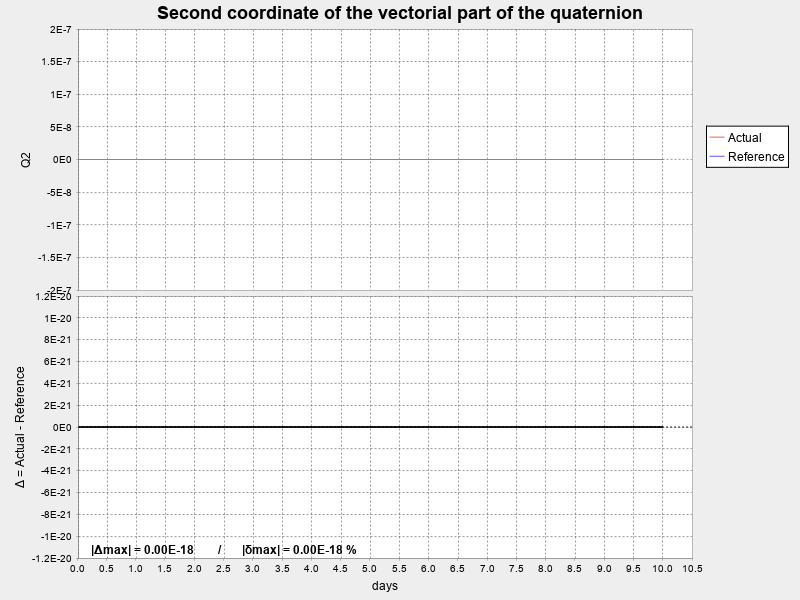 Second coordinate of the vectorial part of the quaternion
2E-7
1.5E-7
1E-7
5E-8
0E0
-5E-8
-1E-7
-1.5E-7
-2E-7
Q2
Actual
Reference
1.2E-20
1E-20
8E-21
6E-21
4E-21
2E-21
0E0
-2E-21
-4E-21
-6E-21
-8E-21
-1E-20
-1.2E-20
Δ = Actual - Reference
|Δmax| = 0.00E-18 / |δmax| = 0.00E-18 %
0.0 0.5 1.0 1.5 2.0 2.5 3.0 3.5 4.0 4.5 5.0 5.5 6.0 6.5 7.0 7.5 8.0 8.5 9.0 9.5 10.0 10.5
days